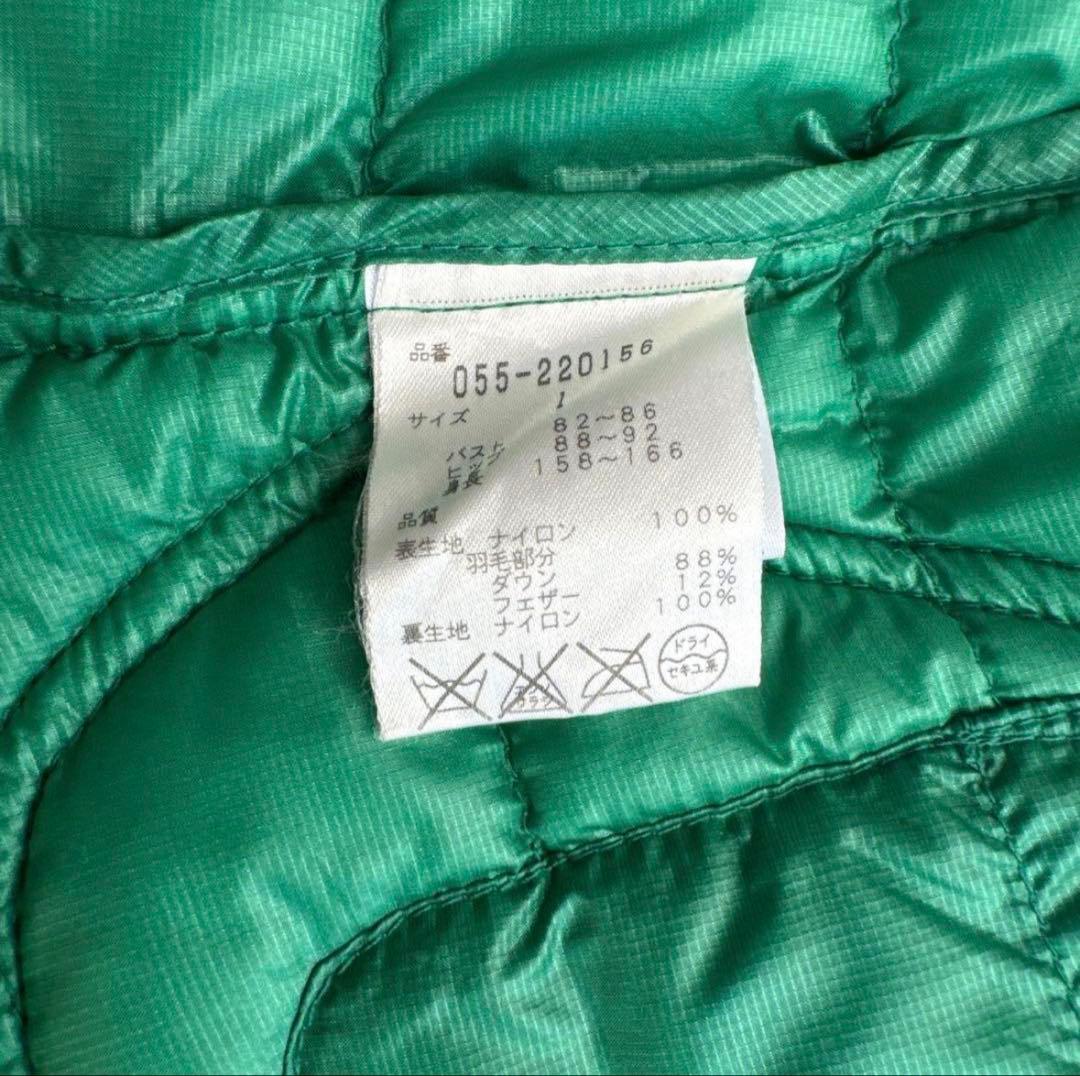 品番
055-220156
サイズ 1
バスト 82～86
ヒップ 88～92
身長 158～166
品質
表生地 ナイロン 100%
羽毛部分
ダウン 88%
フェザー 12%
裏生地 ナイロン 100%
ドライ
セキユ系